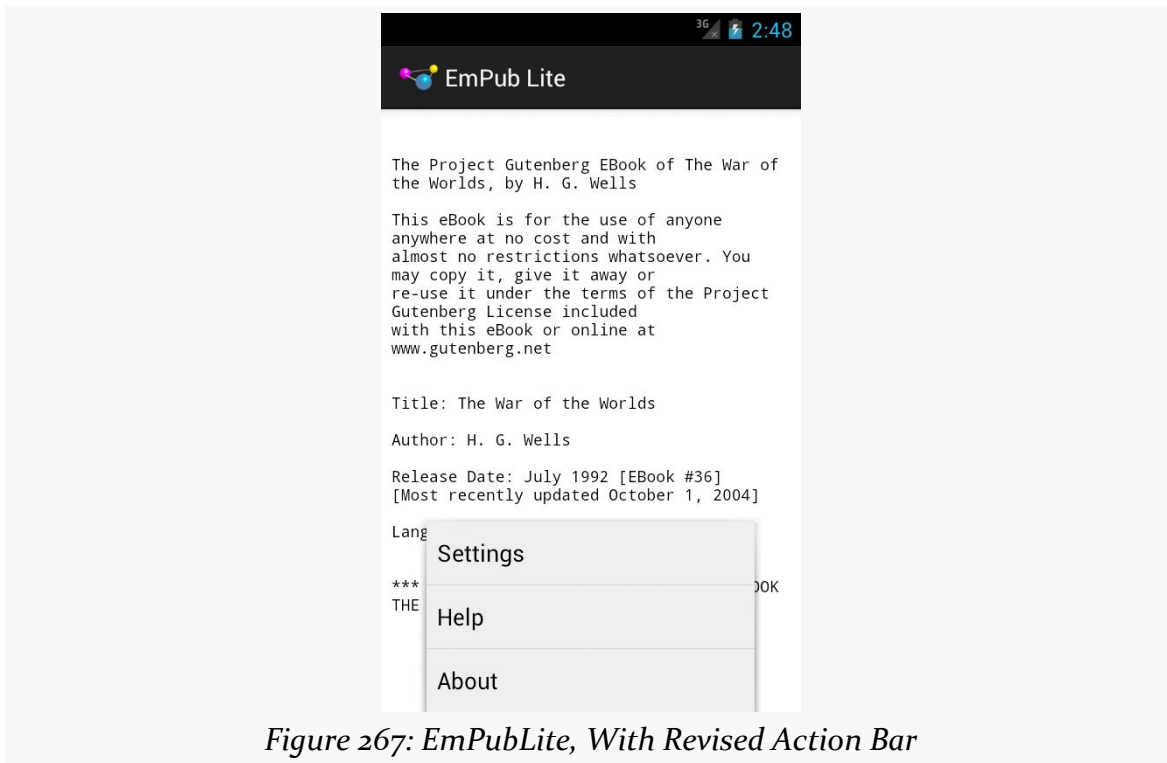 3G 2:48
EmPub Lite
The Project Gutenberg EBook of The War of
the Worlds, by H. G. Wells
This eBook is for the use of anyone
anywhere at no cost and with
almost no restrictions whatsoever. You
may copy it, give it away or
re-use it under the terms of the Project
Gutenberg License included
with this eBook or online at
www.gutenberg.net
Title: The War of the Worlds
Author: H. G. Wells
Release Date: July 1992 [EBook #36]
[Most recently updated October 1, 2004]
Lang
Settings
***
THE
Help
About
Figure 267: EmPubLite, With Revised Action Bar